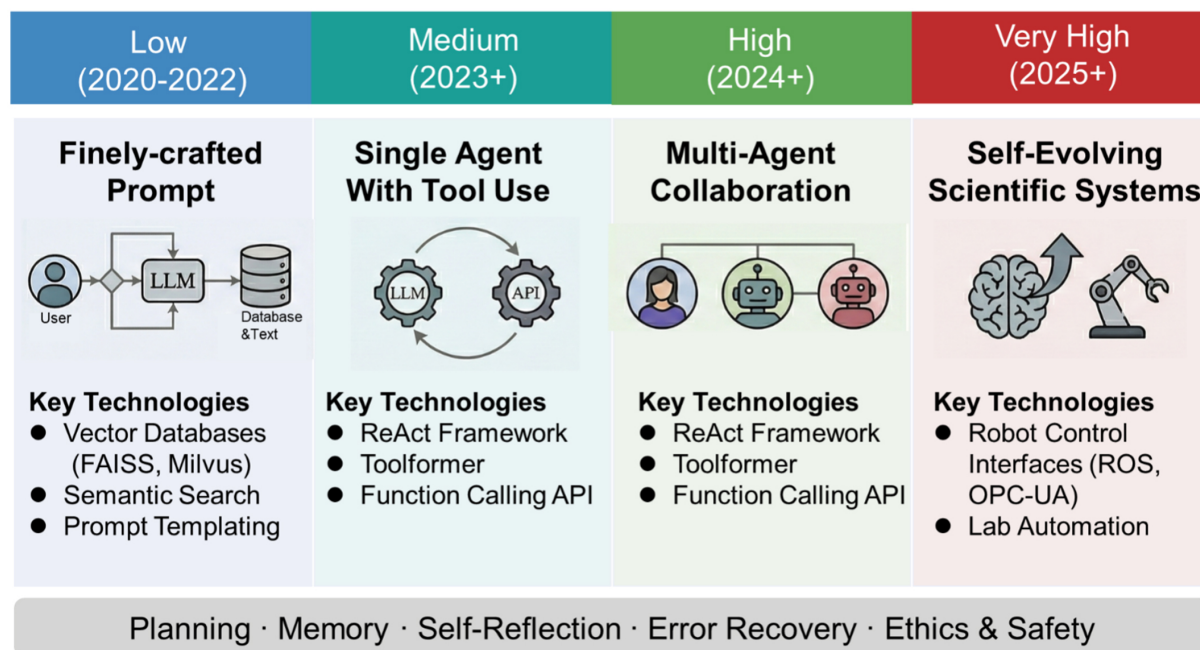 Low
(2020-2022)
Medium
(2023+)
High
(2024+)
Very High
(2025+)
Finely-crafted
Prompt
User
LLM
Database
&Text
Key Technologies
● Vector Databases
(FAISS, Milvus)
● Semantic Search
● Prompt Templating
Single Agent
With Tool Use
LLM
API
Key Technologies
● ReAct Framework
● Toolformer
● Function Calling API
Multi-Agent
Collaboration
Key Technologies
● ReAct Framework
● Toolformer
● Function Calling API
Self-Evolving
Scientific Systems
Key Technologies
● Robot Control
Interfaces (ROS,
OPC-UA)
● Lab Automation
Planning · Memory · Self-Reflection · Error Recovery · Ethics & Safety